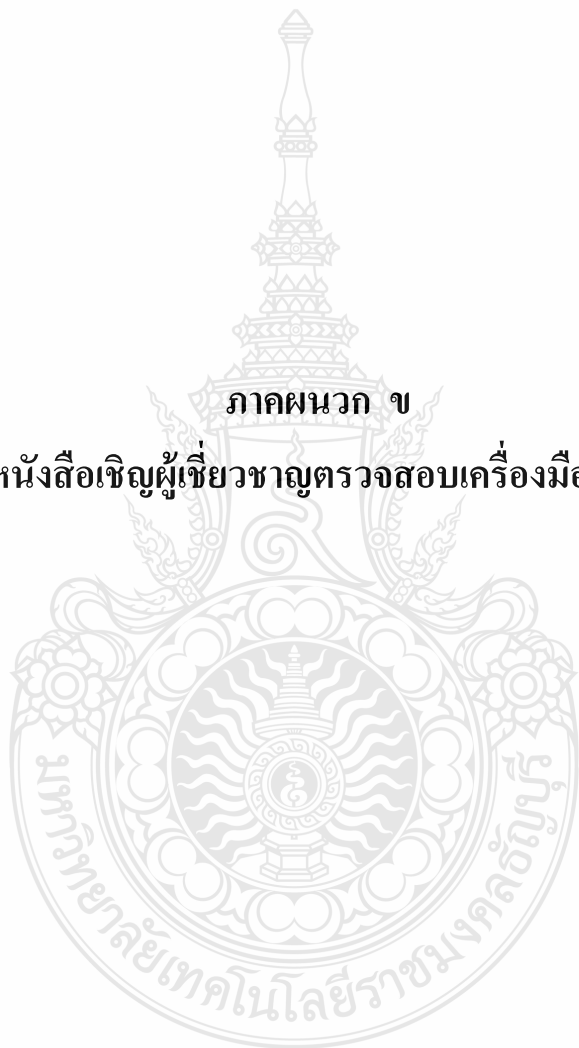 ภาคผนวก ข
หนังสือเชิญผู้เชี่ยวชาญตรวจสอบเครื่องมือ
มหาวิทยาลัยเทคโนโลยีราชมงคลธัญบุรี